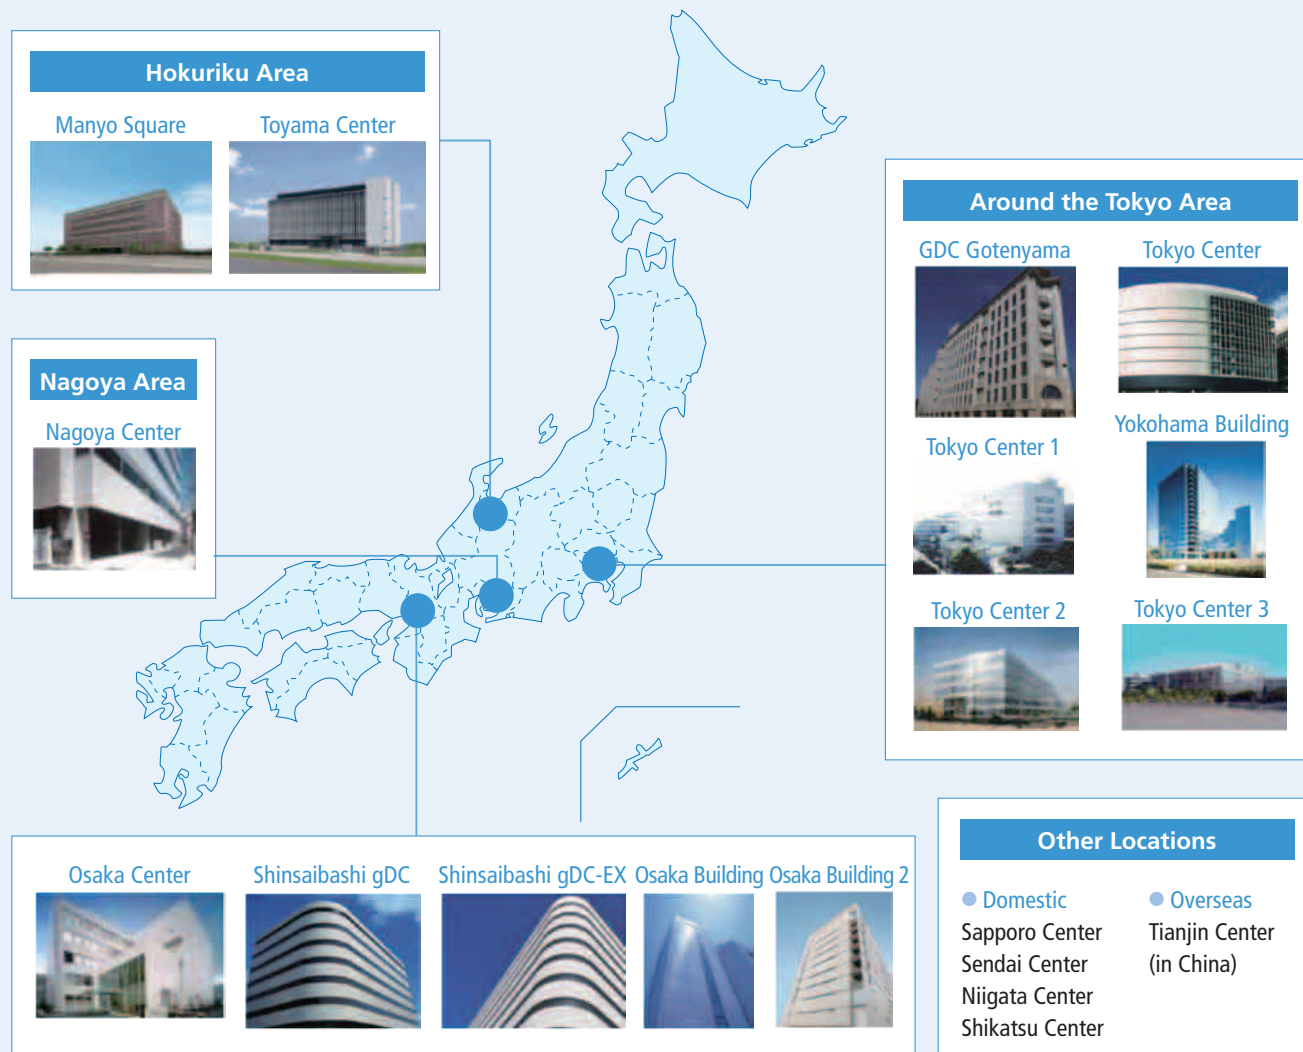 Hokuriku Area
Manyo Square
Toyama Center
Nagoya Area
Nagoya Center
Around the Tokyo Area
GDC Gotenyama
Tokyo Center
Tokyo Center 1
Yokohama Building
Tokyo Center 2
Tokyo Center 3
Osaka Center
Shinsaibashi gDC
Shinsaibashi gDC-EX
Osaka Building
Osaka Building 2
Other Locations
● Domestic
Sapporo Center
Sendai Center
Niigata Center
Shikatsu Center
● Overseas
Tianjin Center
(in China)